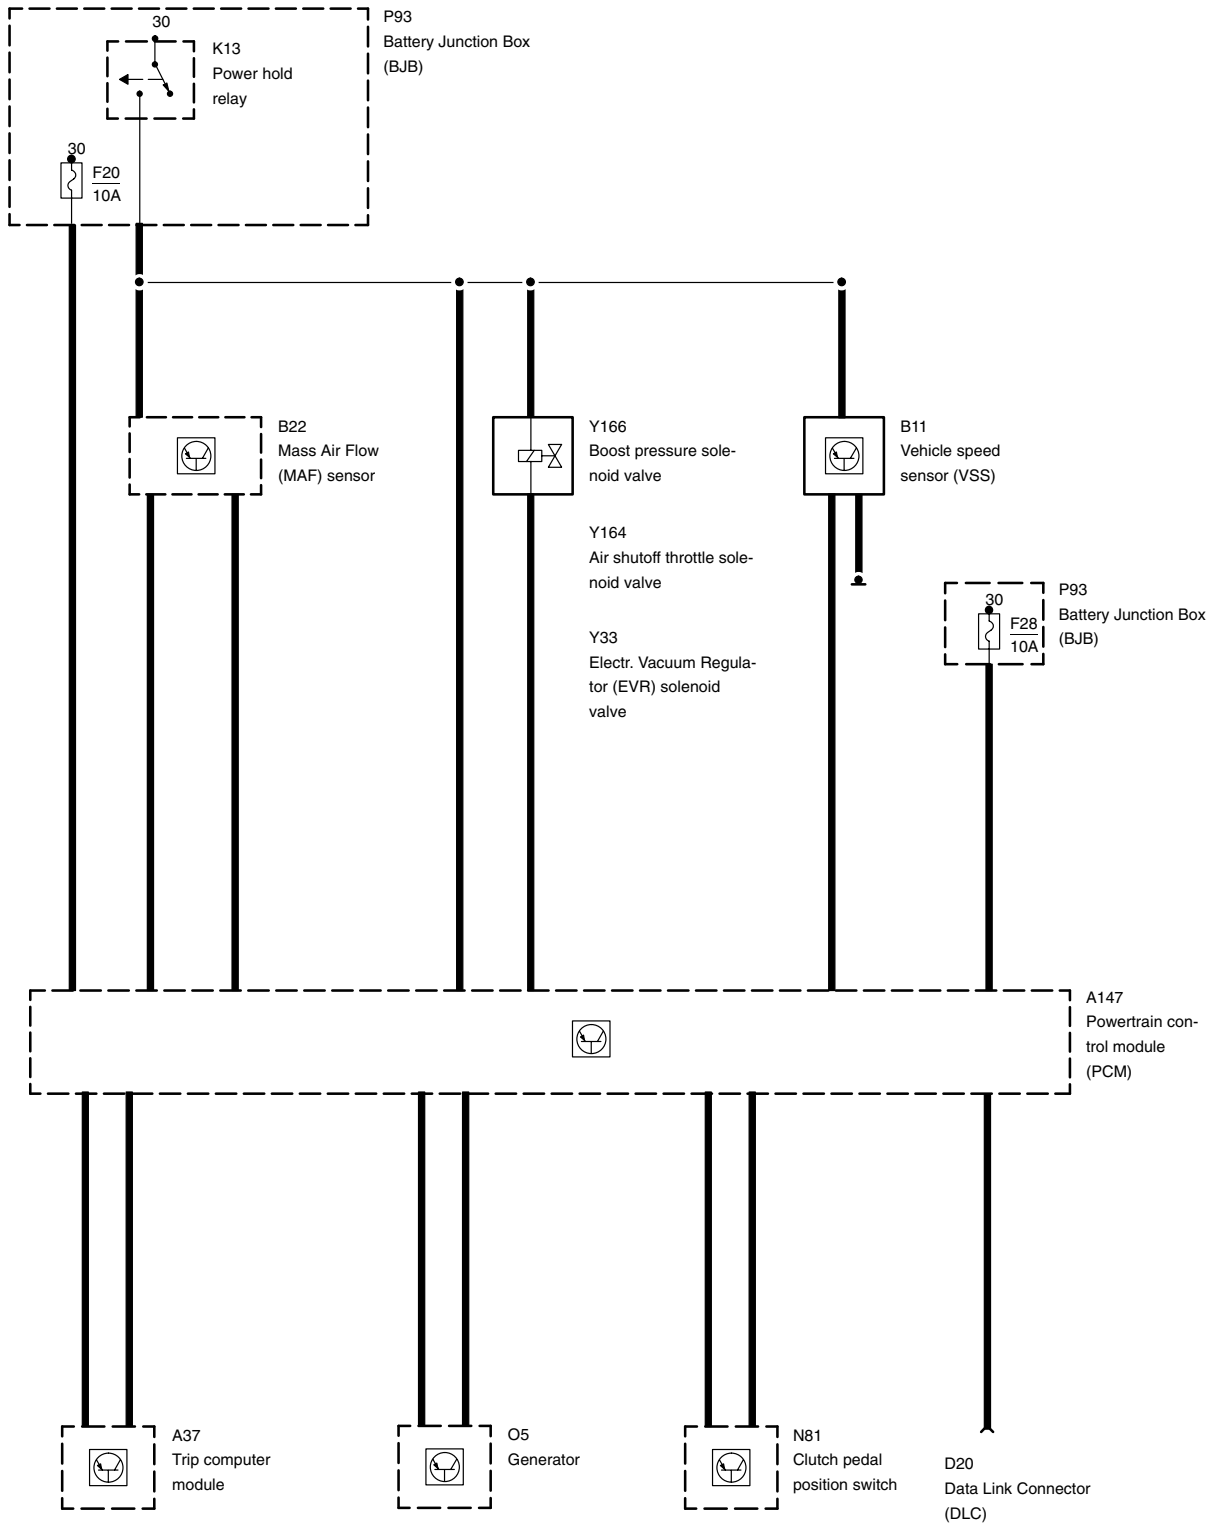 30
P93
Battery Junction Box
(BJB)
K13
Power hold
relay
30
F20
10A
B22
Mass Air Flow
(MAF) sensor
Y166
Boost pressure sole-
noid valve
B11
Vehicle speed
sensor (VSS)
Y164
Air shutoff throttle sole-
noid valve
Y33
Electr. Vacuum Regula-
tor (EVR) solenoid
valve
30
F28
10A
P93
Battery Junction Box
(BJB)
A147
Powertrain con-
trol module
(PCM)
A37
Trip computer
module
O5
Generator
N81
Clutch pedal
position switch
D20
Data Link Connector
(DLC)